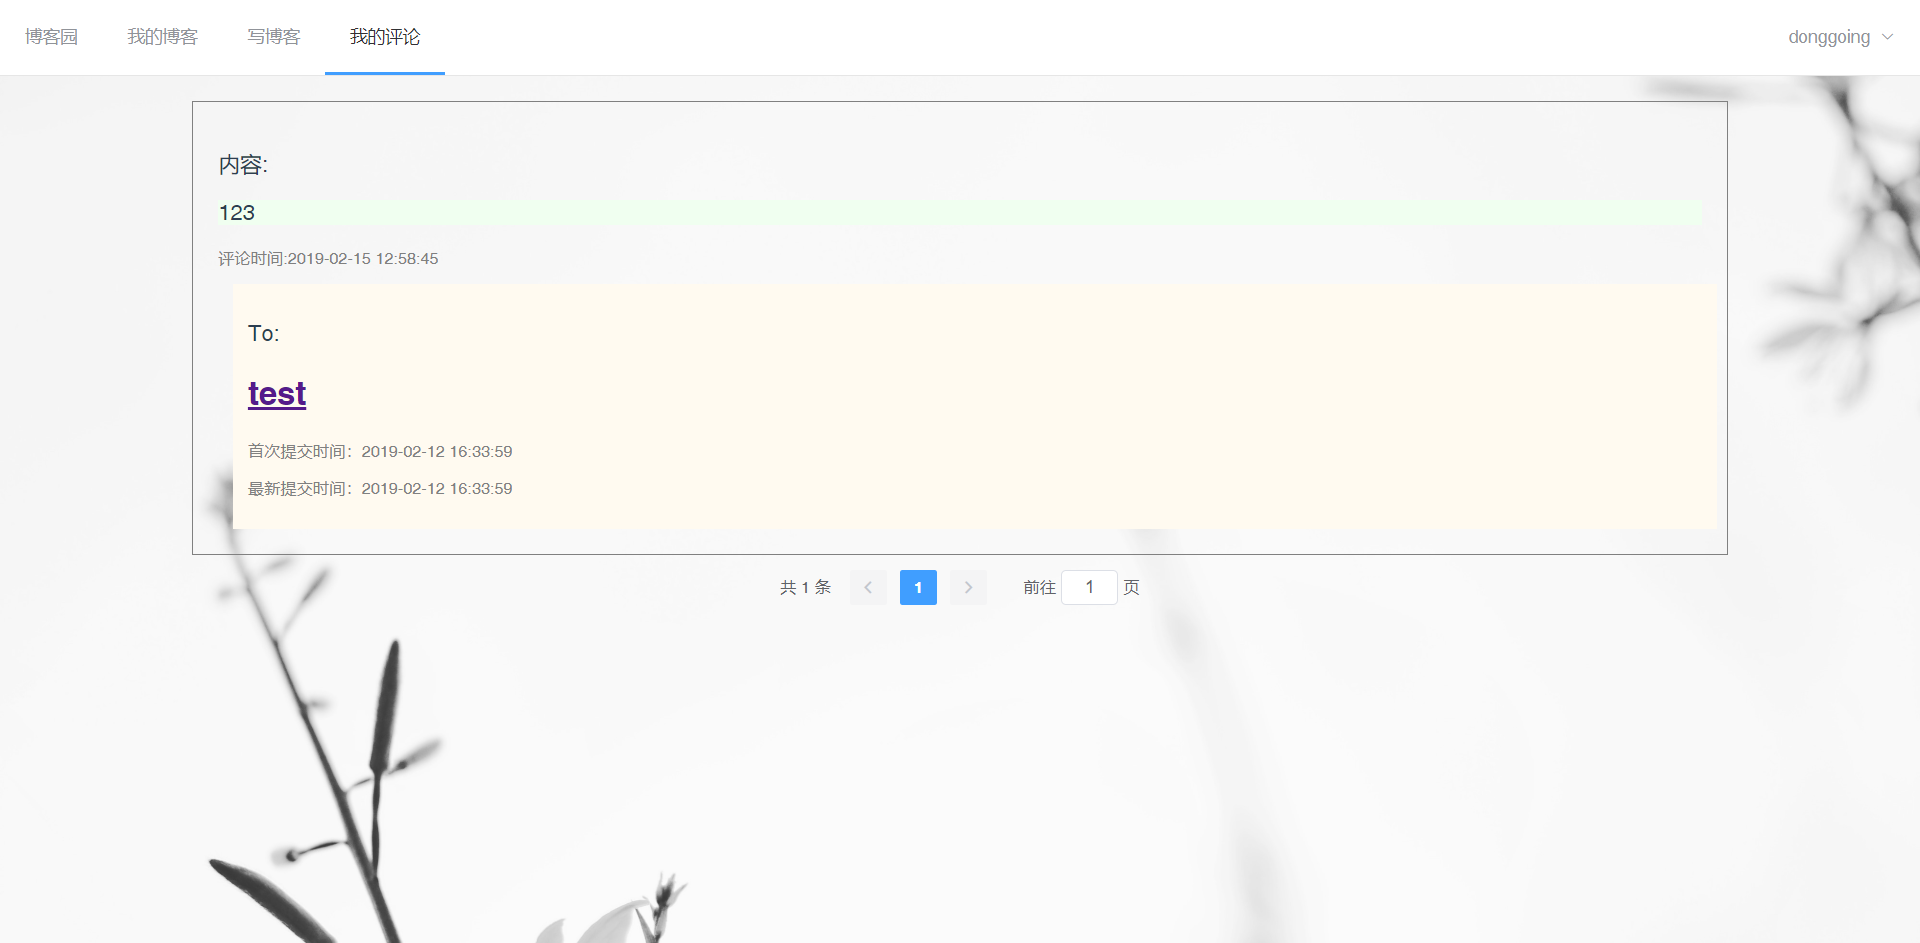 博客园 我的博客 写博客 我的评论 donggoing
内容:
123
评论时间:2019-02-15 12:58:45
To:
test
首次提交时间：2019-02-12 16:33:59
最新提交时间：2019-02-12 16:33:59
共 1 条 1 前往 1 页